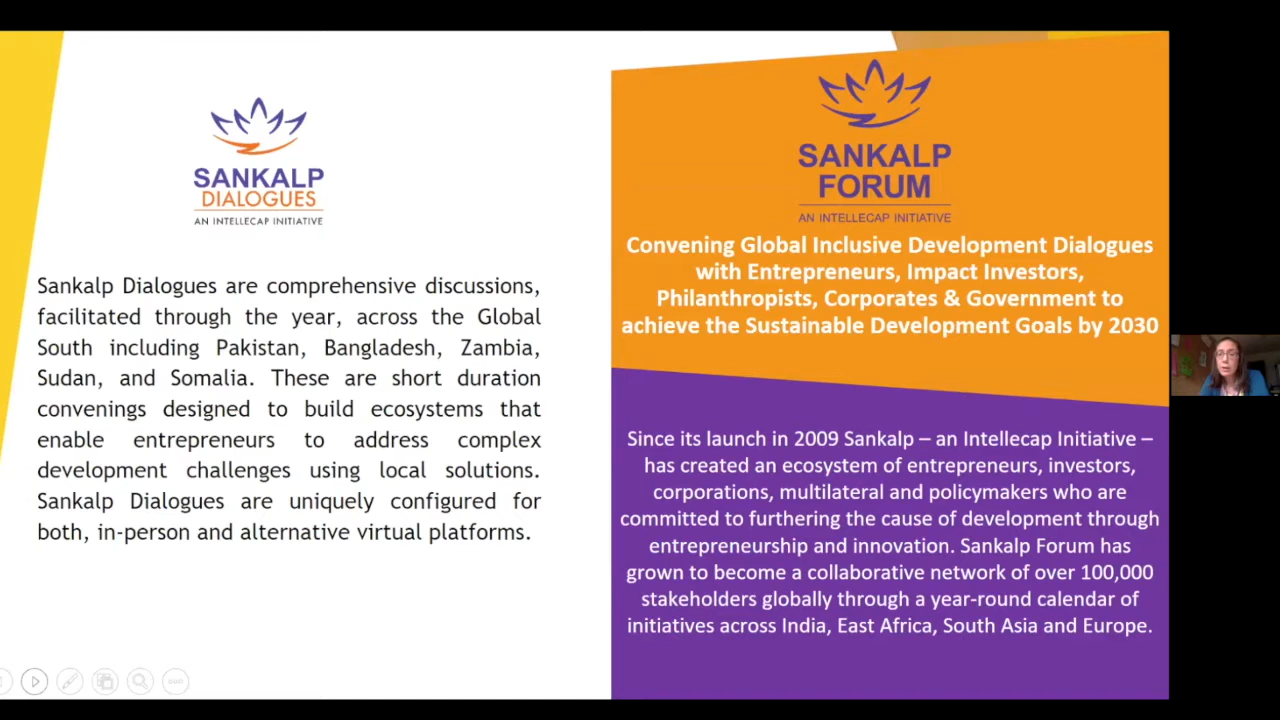 SANKALP
DIALOGUES
AN INTELLECAP INITIATIVE
Sankalp Dialogues are comprehensive discussions,
facilitated through the year, across the Global
South including Pakistan, Bangladesh, Zambia,
Sudan, and Somalia. These are short duration
convenings designed to build ecosystems that
enable entrepreneurs to address complex
development challenges using local solutions.
Sankalp Dialogues are uniquely configured for
both, in-person and alternative virtual platforms.
SANKALP
FORUM
AN INTELLECAP INITIATIVE
Convening Global Inclusive Development Dialogues
with Entrepreneurs, Impact Investors,
Philanthropists, Corporates & Government to
achieve the Sustainable Development Goals by 2030
Since its launch in 2009 Sankalp – an Intellecap Initiative –
has created an ecosystem of entrepreneurs, investors,
corporations, multilateral and policymakers who are
committed to furthering the cause of development through
entrepreneurship and innovation. Sankalp Forum has
grown to become a collaborative network of over 100,000
stakeholders globally through a year-round calendar of
initiatives across India, East Africa, South Asia and Europe.